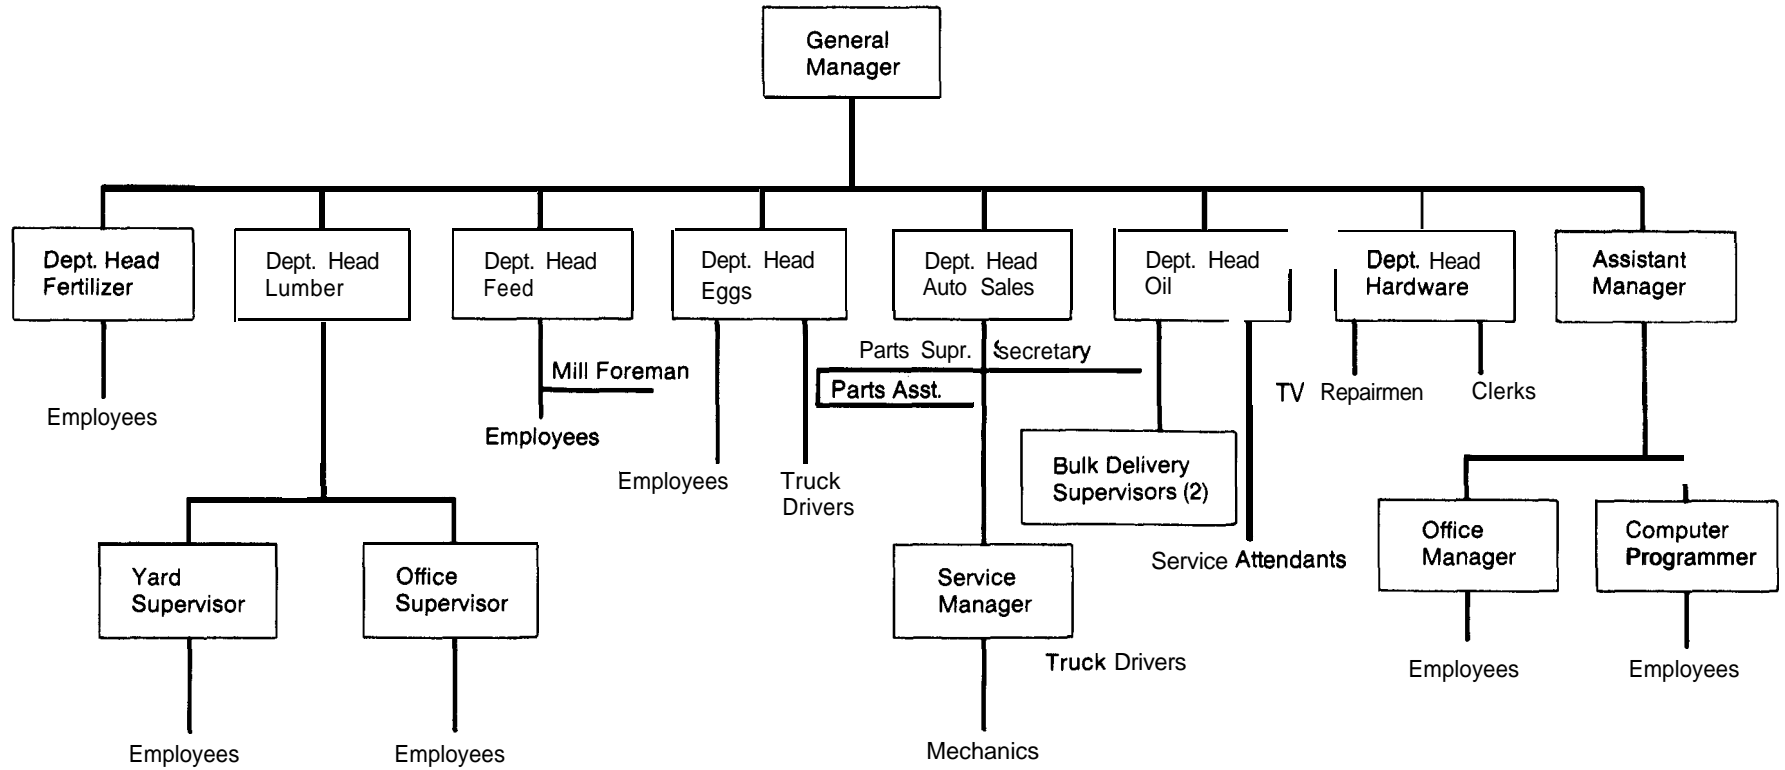 General
Manager
Dept. Head
Fertilizer
Dept. Head
Lumber
Dept. Head
Feed
Dept. Head
Eggs
Dept. Head
Auto Sales
Dept. Head
Oil
Dept. Head
Hardware
Assistant
Manager
Parts Supr. Secretary
Mill Foreman
Parts Asst.
TV Repairmen
Clerks
Employees
Employees
Employees
Truck
Drivers
Bulk Delivery
Supervisors (2)
Service Attendants
Office
Manager
Computer
Programmer
Yard
Supervisor
Office
Supervisor
Service
Manager
Truck Drivers
Employees
Employees
Employees
Employees
Mechanics